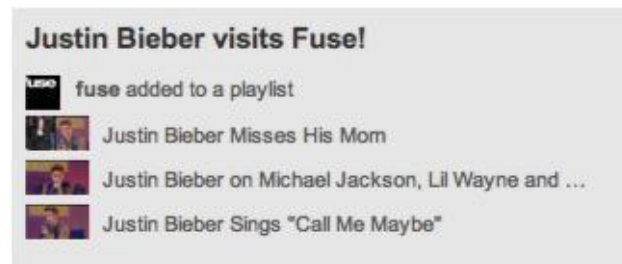 Justin Bieber visits Fuse!
fuse
fuse added to a playlist
Justin Bieber Misses His Mom
Justin Bieber on Michael Jackson, Lil Wayne and ...
Justin Bieber Sings "Call Me Maybe"